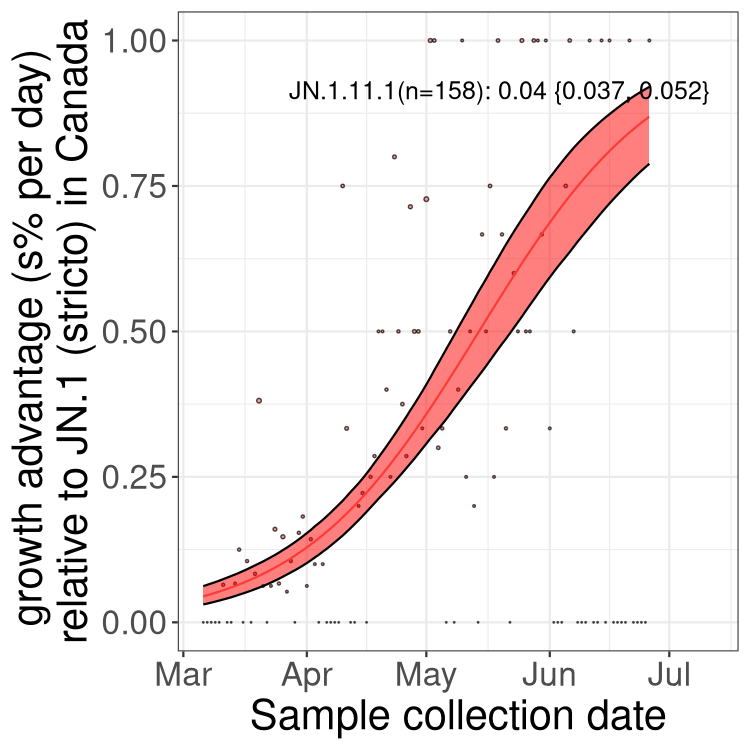 growth advantage (s% per day)
relative to JN.1 (stricto) in Canada
1.00
0.75
0.50
0.25
0.00
JN.1.11.1(n=158): 0.04 {0.037, 0.052}
Mar Apr May Jun Jul
Sample collection date